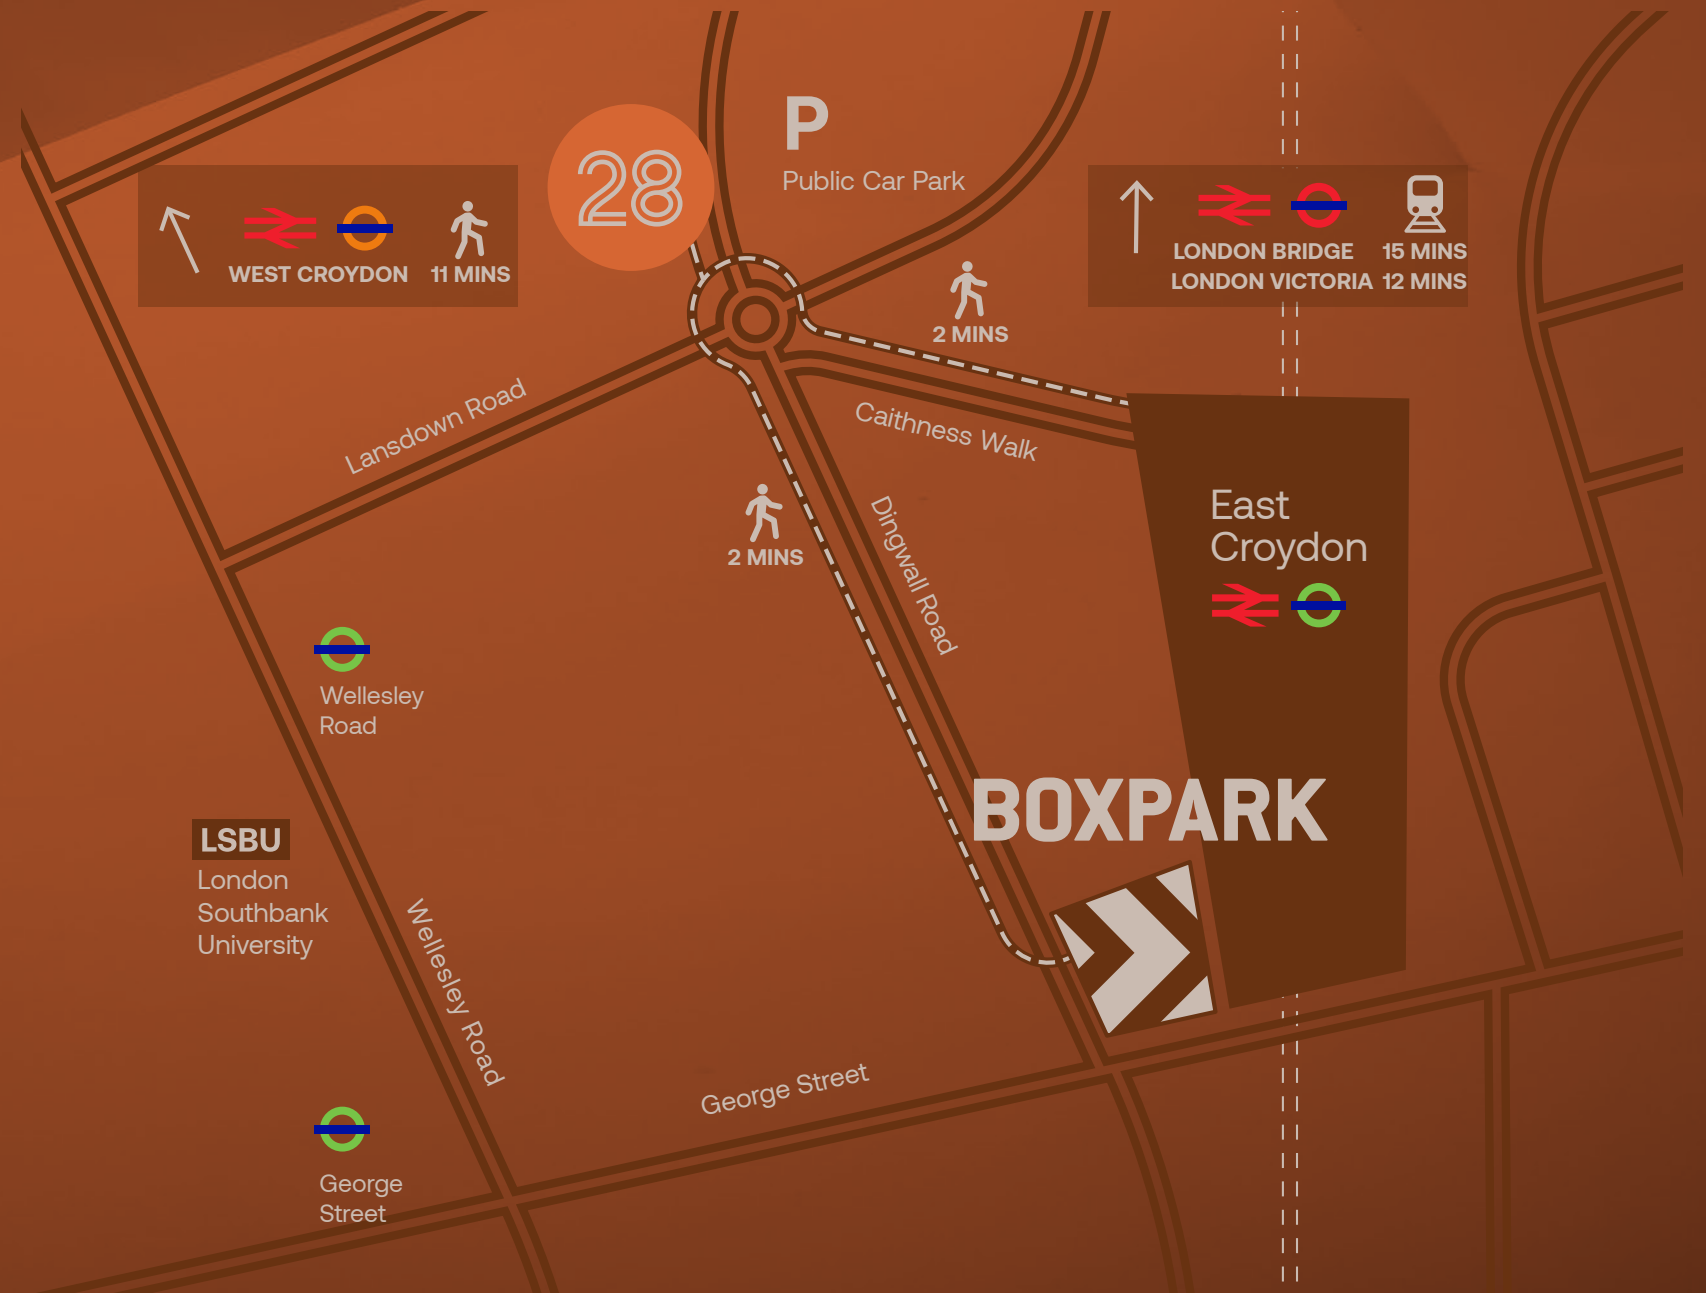 28
P
Public Car Park
WEST CROYDON 11 MINS
LONDON BRIDGE 15 MINS
LONDON VICTORIA 12 MINS
2 MINS
Lansdown Road
Caithness Walk
2 MINS
Dingwall Road
East
Croydon
Wellesley
Road
BOXPARK
LSBU
London
Southbank
University
Wellesley Road
George Street
George
Street